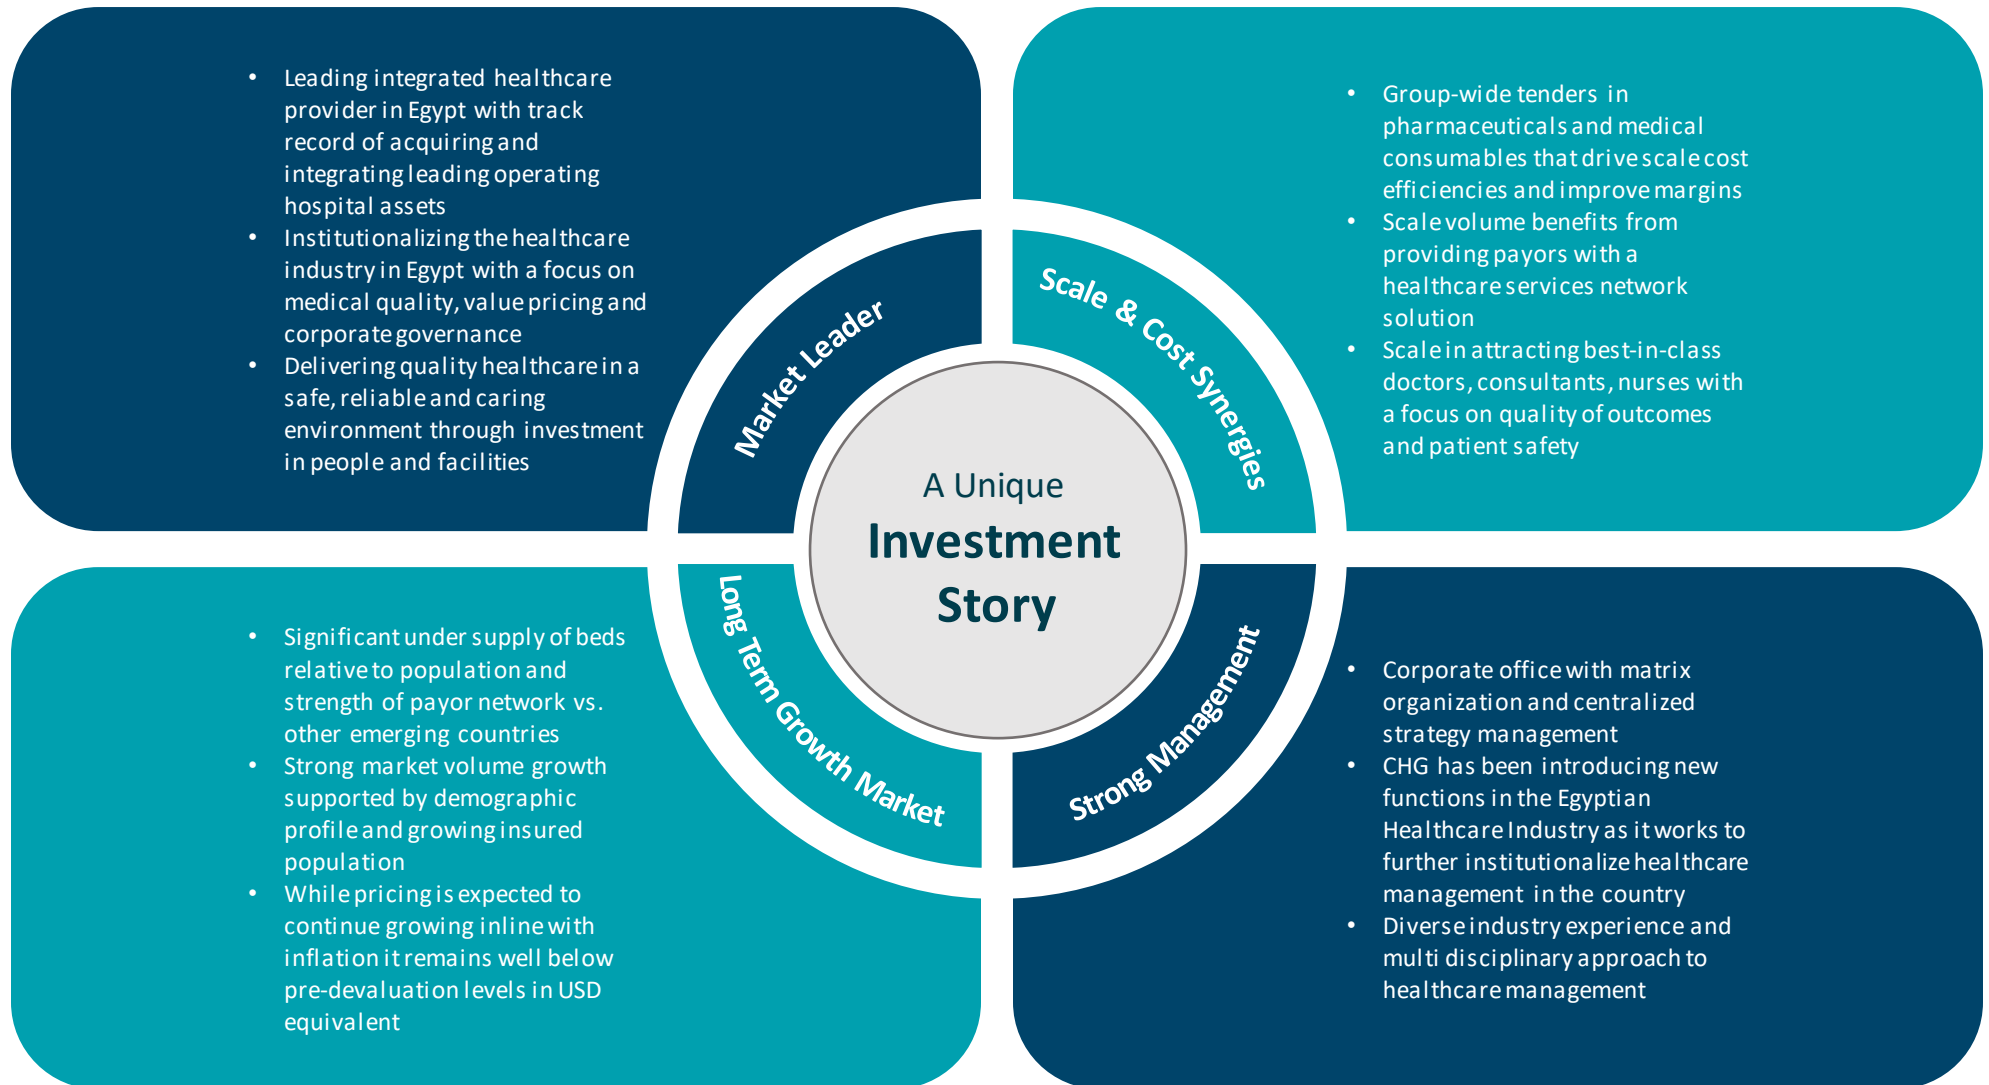 • Leading integrated healthcare
provider in Egypt with track
record of acquiring and
integrating leading operating
hospital assets
• Institutionalizing the healthcare
industry in Egypt with a focus on
medical quality, value pricing and
corporate governance
• Delivering quality healthcare in a
safe, reliable and caring
environment through investment
in people and facilities
Market Leader
• Group-wide tenders in
pharmaceuticals and medical
consumables that drive scale cost
efficiencies and improve margins
• Scale volume benefits from
providing payors with a
healthcare services network
solution
• Scale in attracting best-in-class
doctors, consultants, nurses with
a focus on quality of outcomes
and patient safety
Scale & Cost Synergies
A Unique
Investment
Story
• Significant under supply of beds
relative to population and
strength of payor network vs.
other emerging countries
• Strong market volume growth
supported by demographic
profile and growing insured
population
• While pricing is expected to
continue growing inline with
inflation it remains well below
pre-devaluation levels in USD
equivalent
Long Term Growth Market
• Corporate office with matrix
organization and centralized
strategy management
• CHG has been introducing new
functions in the Egyptian
Healthcare Industry as it works to
further institutionalize healthcare
management in the country
• Diverse industry experience and
multi disciplinary approach to
healthcare management
Strong Management